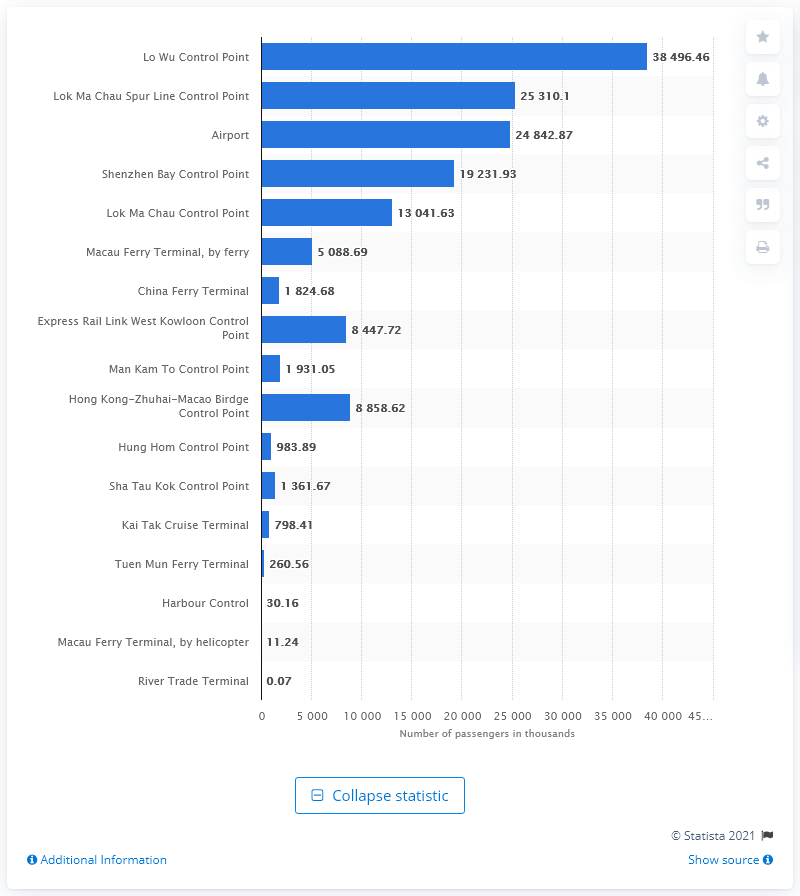 Lo Wu Control Point 38 496.46
Lok Ma Chau Spur Line Control Point 25 310.1
Airport 24 842.87
Shenzhen Bay Control Point 19 231.93
Lok Ma Chau Control Point 13 041.63
Macau Ferry Terminal, by ferry 5 088.69
China Ferry Terminal 1 824.68
Express Rail Link West Kowloon Control
Point 8 447.72
Man Kam To Control Point 1 931.05
Hong Kong-Zhuhai-Macao Birdge
Control Point 8 858.62
Hung Hom Control Point 983.89
Sha Tau Kok Control Point 1 361.67
Kai Tak Cruise Terminal 798.41
Tuen Mun Ferry Terminal 260.56
Harbour Control 30.16
Macau Ferry Terminal, by helicopter 11.24
River Trade Terminal 0.07
0 5 000 10 000 15 000 20 000 25 000 30 000 35 000 40 000 45...
Number of passengers in thousands
Collapse statistic
© Statista 2021
Additional Information Show source